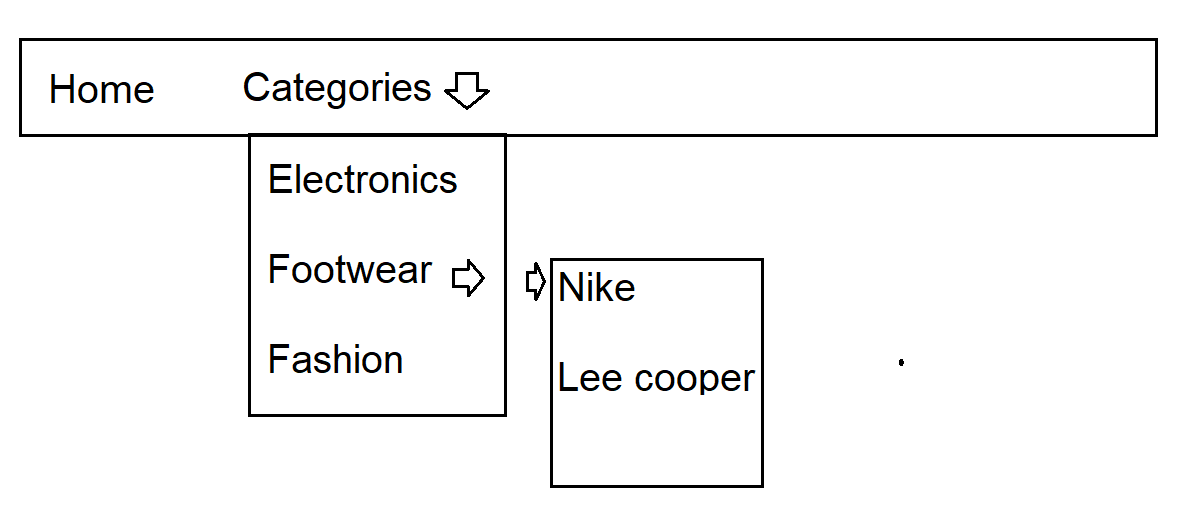 Home Categories
Electronics
Footwear
Nike
Fashion
Lee cooper